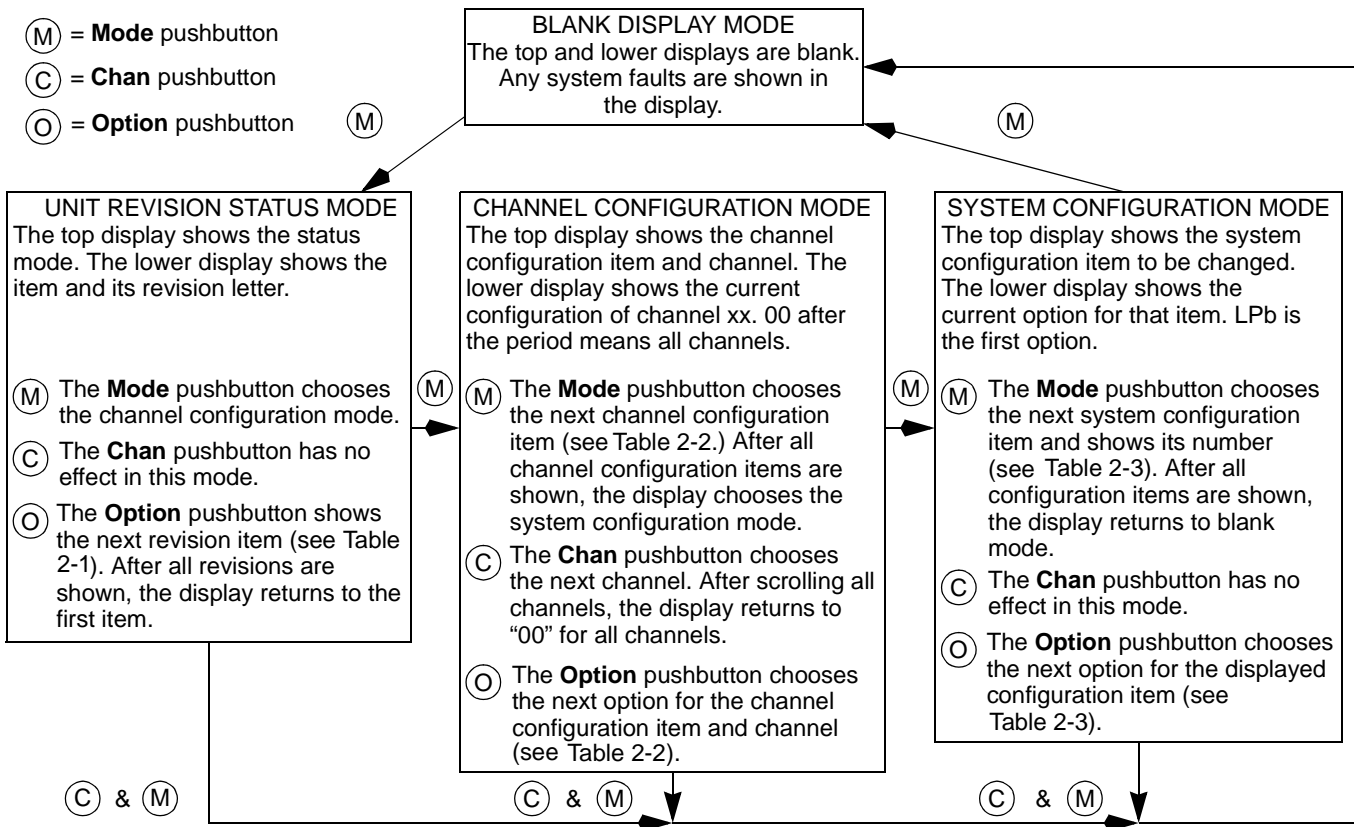 M = Mode pushbutton
C = Chan pushbutton
O = Option pushbutton
M
BLANK DISPLAY MODE
The top and lower displays are blank.
Any system faults are shown in
the display.
M
UNIT REVISION STATUS MODE
The top display shows the status
mode. The lower display shows the
item and its revision letter.
M The Mode pushbutton chooses
the channel configuration mode.
C The Chan pushbutton has no
effect in this mode.
O The Option pushbutton shows
the next revision item (see Table
2-1). After all revisions are
shown, the display returns to the
first item.
M
CHANNEL CONFIGURATION MODE
The top display shows the channel
configuration item and channel. The
lower display shows the current
configuration of channel xx. 00 after
the period means all channels.
M The Mode pushbutton chooses
the next channel configuration
item (see Table 2-2.) After all
channel configuration items are
shown, the display chooses the
system configuration mode.
C The Chan pushbutton chooses
the next channel. After scrolling all
channels, the display returns to
“00” for all channels.
O The Option pushbutton chooses
the next option for the channel
configuration item and channel
(see Table 2-2).
M
SYSTEM CONFIGURATION MODE
The top display shows the system
configuration item to be changed.
The lower display shows the
current option for that item. LPb is
the first option.
M The Mode pushbutton chooses
the next system configuration
item and shows its number
(see Table 2-3). After all
configuration items are shown,
the display returns to blank
mode.
C The Chan pushbutton has no
effect in this mode.
O The Option pushbutton chooses
the next option for the displayed
configuration item (see
Table 2-3).
C & M
C & M
C & M